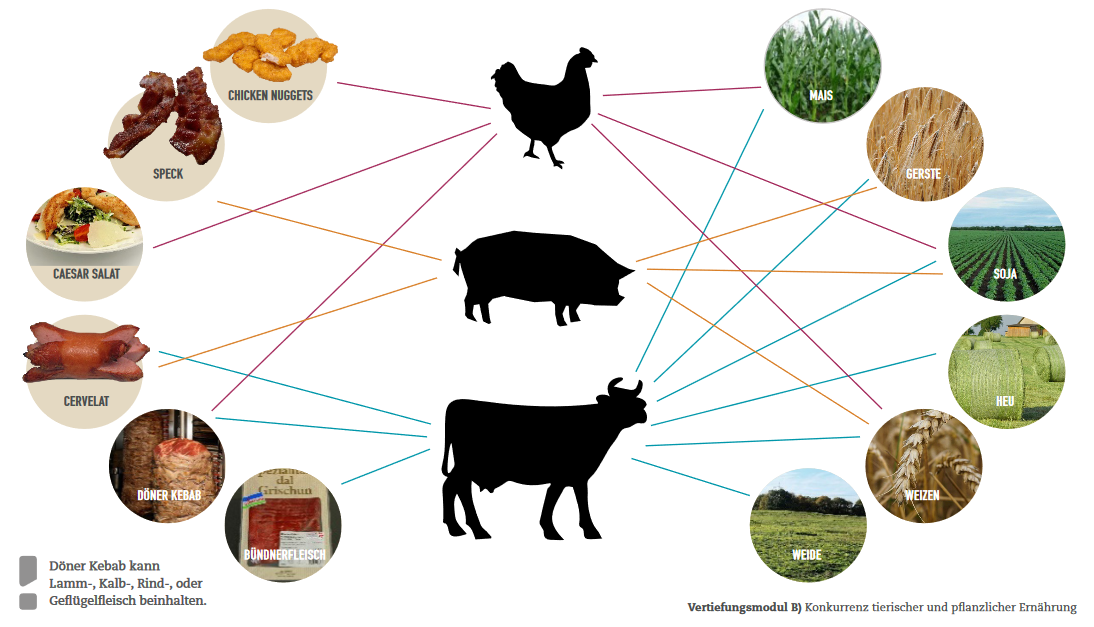 CHICKEN NUGGETS
MAIS
SPECK
GERSTE
CAESAR SALAT
SOJA
CERVELAT
HEU
DÖNER KEBAB
dal
Grischun
WEIZEN
BÜNDNERFLEISCH
WEIDE
Döner Kebab kann
Lamm-, Kalb-, Rind-, oder
Geflügelfleisch beinhalten.
Vertiefungsmodul B) Konkurrenz tierischer und pflanzlicher Ernährung